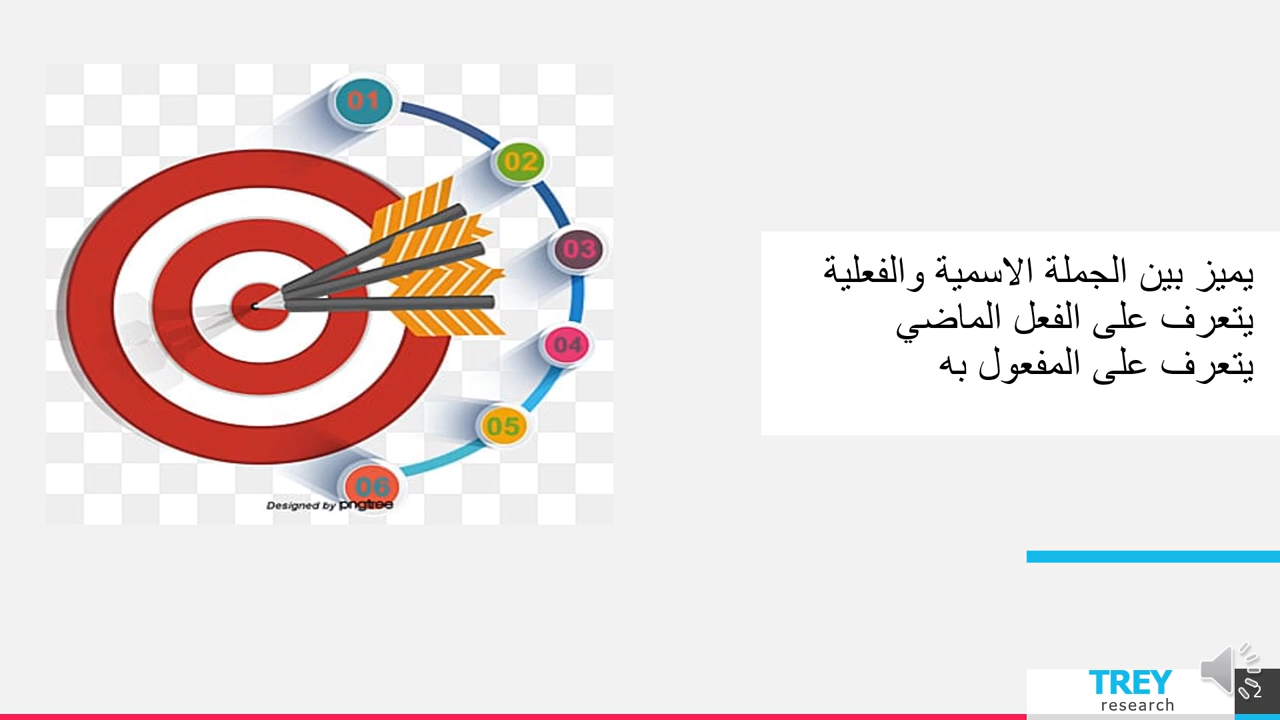 01
02
03
04
05
06
Designed by pngtree
يميز بين الجملة الاسمية والفعلية
يتعرف على الفعل الماضي
يتعرف على المفعول به
TREY
research
2